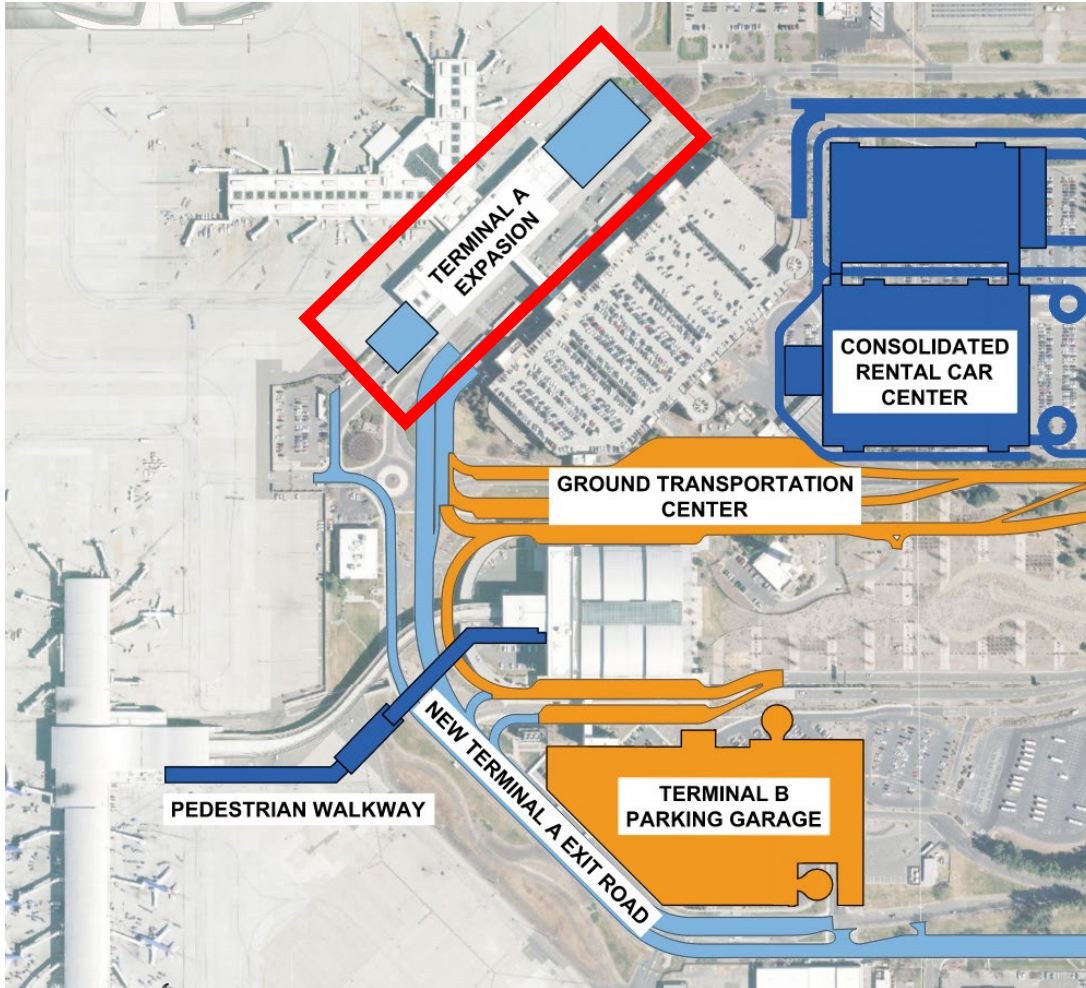 TERMINAL A
EXPASION
CONSOLIDATED
RENTAL CAR
CENTER
GROUND TRANSPORTATION
CENTER
NEW TERMINAL A EXIT ROAD
PEDESTRIAN WALKWAY
TERMINAL B
PARKING GARAGE